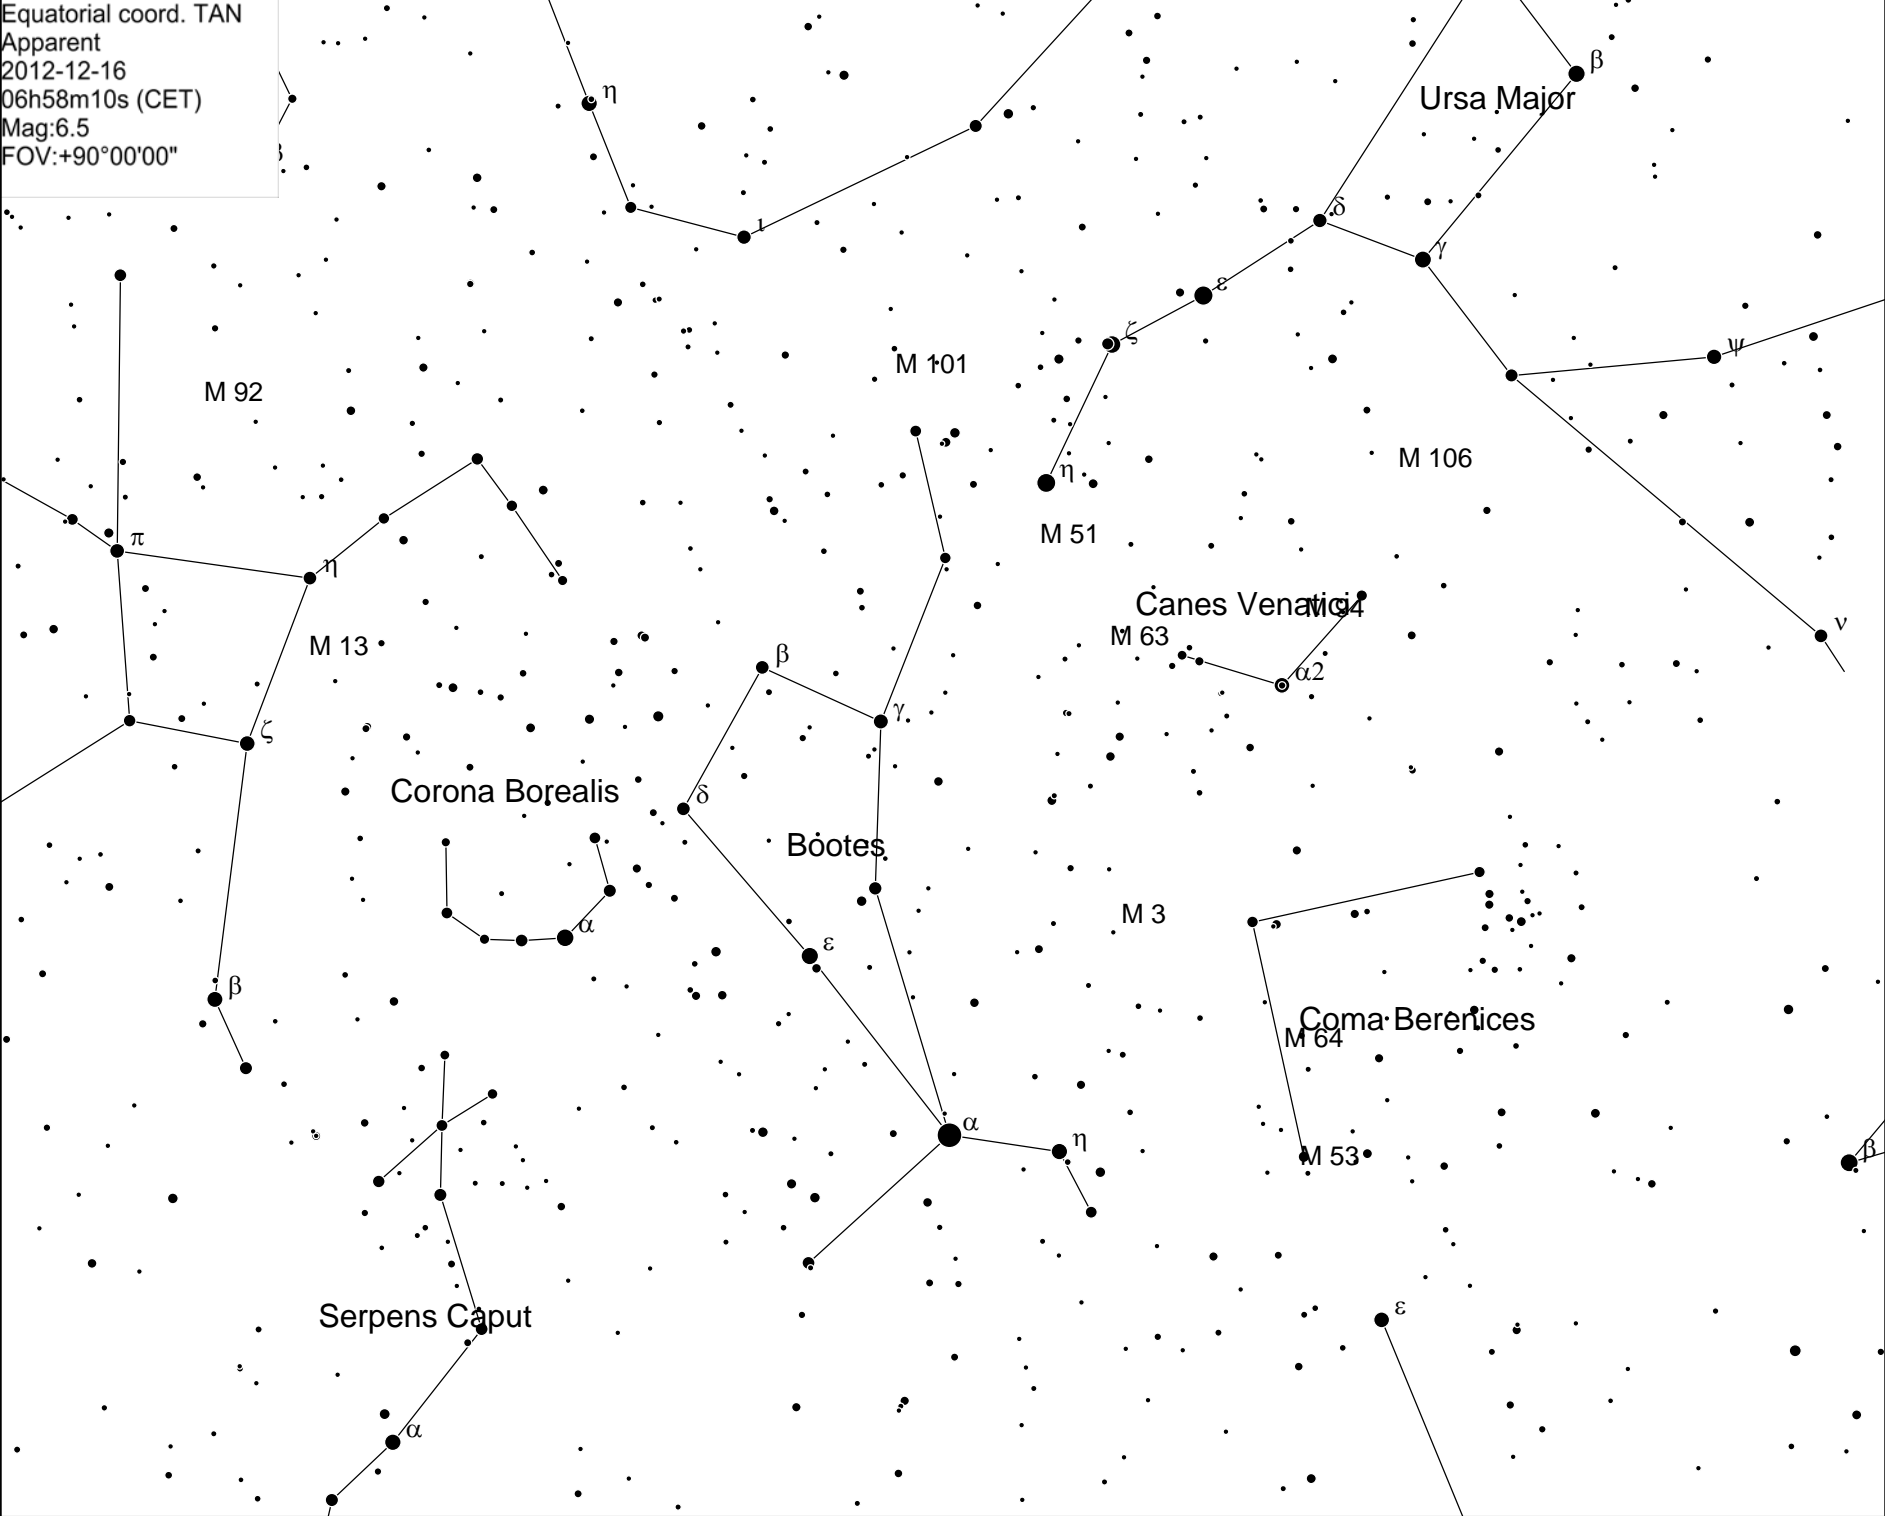 Equatorial coord. TAN
Apparent
2012-12-16
06h58m10s (CET)
Mag:6.5
FOV:+90°00'00"
β
Ursa Major
η
β
δ
ι
γ
ε
ζ
ψ
M 101
M 92
M 106
η
M 51
π
η
Canes Venatici
M 94
ν
M 63
M 13
β
α2
γ
ζ
δ
Corona Borealis
Bootes
M 3
α
ε
β
Coma Berenices
M 64
α
η
β
M 53
ε
Serpens Caput
α